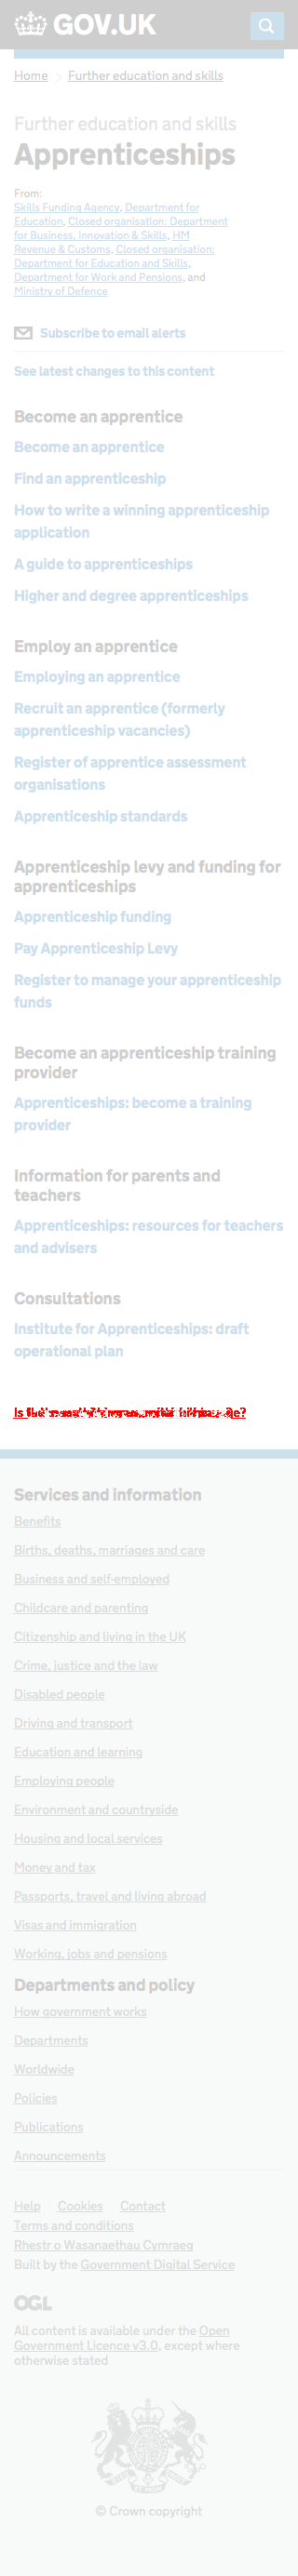 GOV.UK
Home
Further education and skills
Further education and skills
Apprenticeships
From:
Skills Funding Agency, Department for
Education, Closed organisation: Department
for Business, Innovation & Skills, HM
Revenue & Customs, Closed organisation:
Department for Education and Skills,
Department for Work and Pensions, and
Ministry of Defence
Subscribe to email alerts
See latest changes to this content
Become an apprentice
Become an apprentice
Find an apprenticeship
How to write a winning apprenticeship
application
A guide to apprenticeships
Higher and degree apprenticeships
Employ an apprentice
Employing an apprentice
Recruit an apprentice (formerly
apprenticeship vacancies)
Register of apprentice assessment
organisations
Apprenticeship standards
Apprenticeship levy and funding for
apprenticeships
Apprenticeship funding
Pay Apprenticeship Levy
Register to manage your apprenticeship
funds
Become an apprenticeship training
provider
Apprenticeships: become a training
provider
Information for parents and
teachers
Apprenticeships: resources for teachers
and advisers
Consultations
Institute for Apprenticeships: draft
operational plan
Services and information
Benefits
Births, deaths, marriages and care
Business and self-employed
Childcare and parenting
Citizenship and living in the UK
Crime, justice and the law
Disabled people
Driving and transport
Education and learning
Employing people
Environment and countryside
Housing and local services
Money and tax
Passports, travel and living abroad
Visas and immigration
Working, jobs and pensions
Departments and policy
How government works
Departments
Worldwide
Policies
Publications
Announcements
Help Cookies Contact
Terms and conditions
Rhestr o Wasanaethau Cymraeg
Built by the Government Digital Service
OGL
All content is available under the Open
Government Licence v3.0, except where
otherwise stated
© Crown copyright